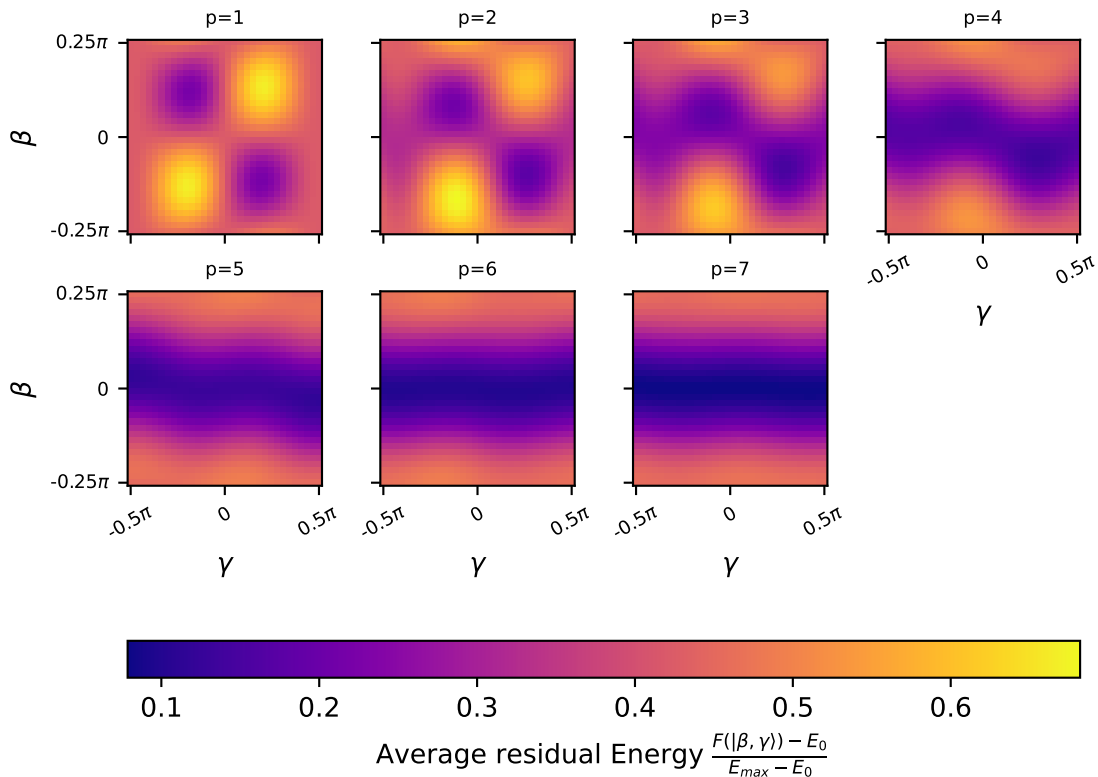 p=1
p=2
p=3
p=4
0.25π
β
0
-0.25π
-0.5π
0
0.5π
γ
p=5
p=6
p=7
0.25π
β
0
-0.25π
-0.5π
0
0.5π
-0.5π
0
0.5π
-0.5π
0
0.5π
γ
γ
γ
0.1
0.2
0.3
0.4
0.5
0.6
Average residual Energy F(|β, γ⟩) − E₀ / Eₘₐₓ − E₀